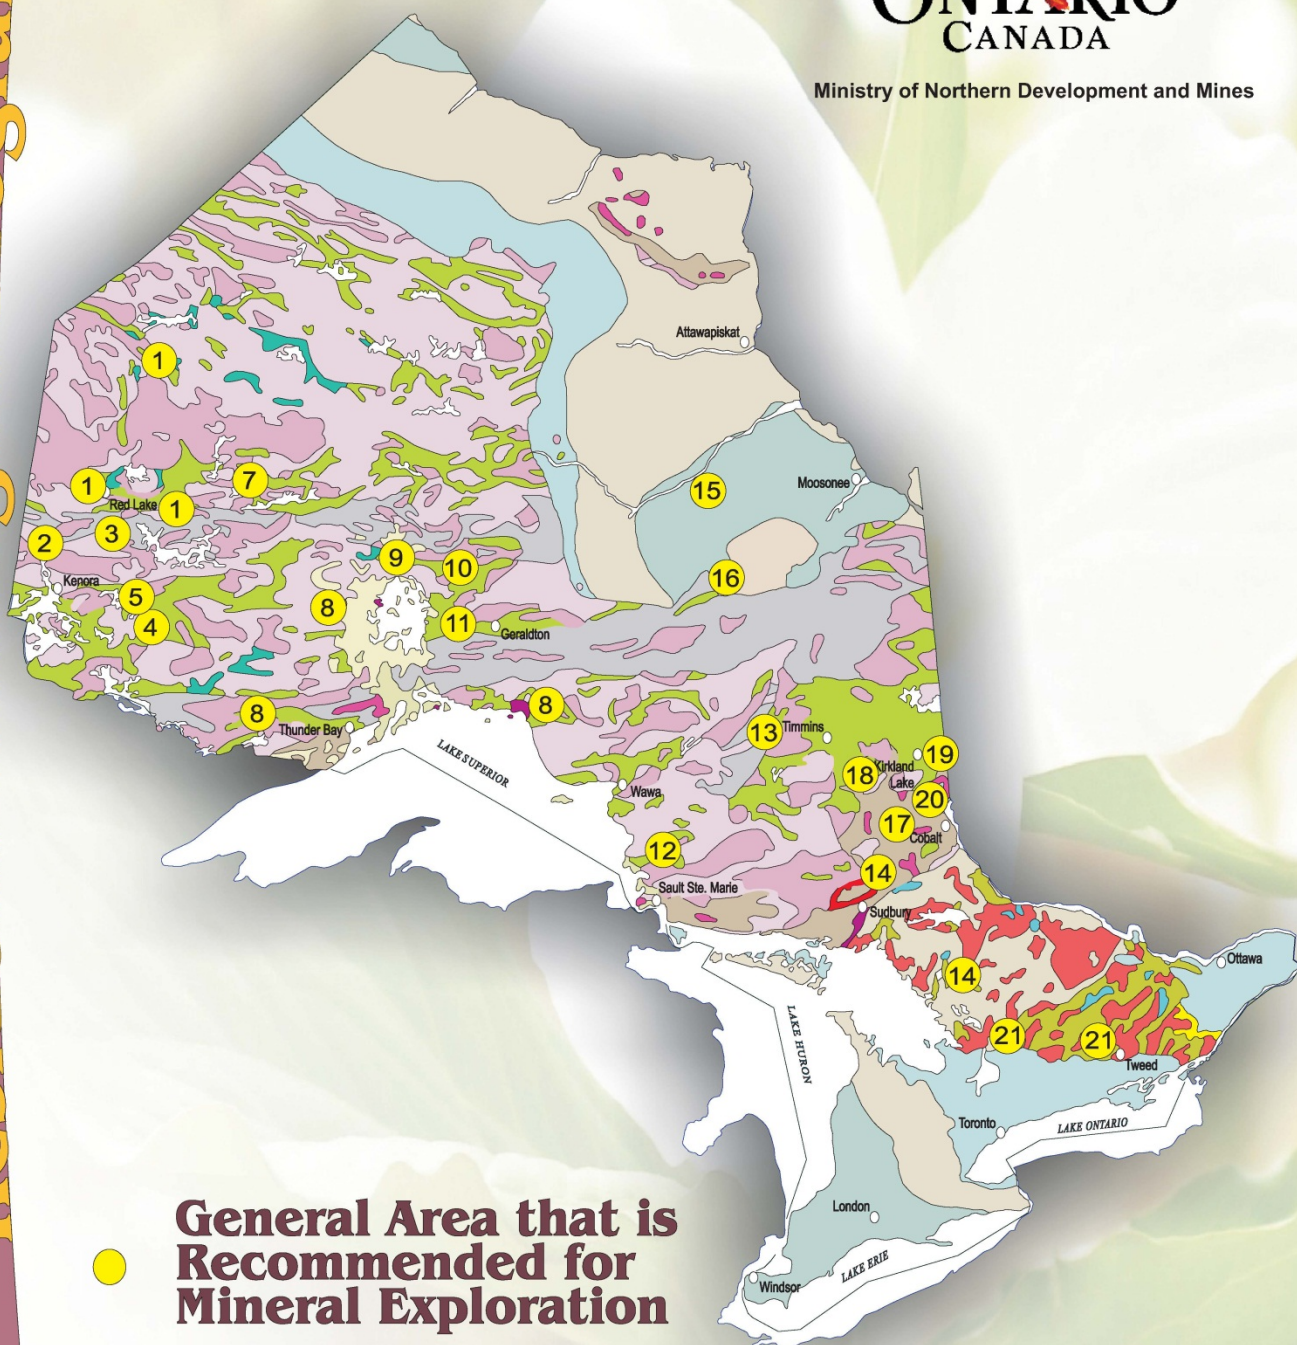 ONTARIO
CANADA
Ministry of Northern Development and Mines
Attawapiskat
1
15
Moosonee
1
Red Lake
1
7
3
2
Kenora
5
4
8
9
10
11
Geraldton
16
8
Thunder Bay
8
LAKE SUPERIOR
Wawa
13
Timmins
19
18
Kirkland
Lake
20
17
Cobalt
12
Sault Ste. Marie
14
Sudbury
14
Ottawa
21
21
Tweed
LAKE HURON
Toronto
LAKE ONTARIO
London
LAKE ERIE
Windsor
General Area that is
Recommended for
Mineral Exploration